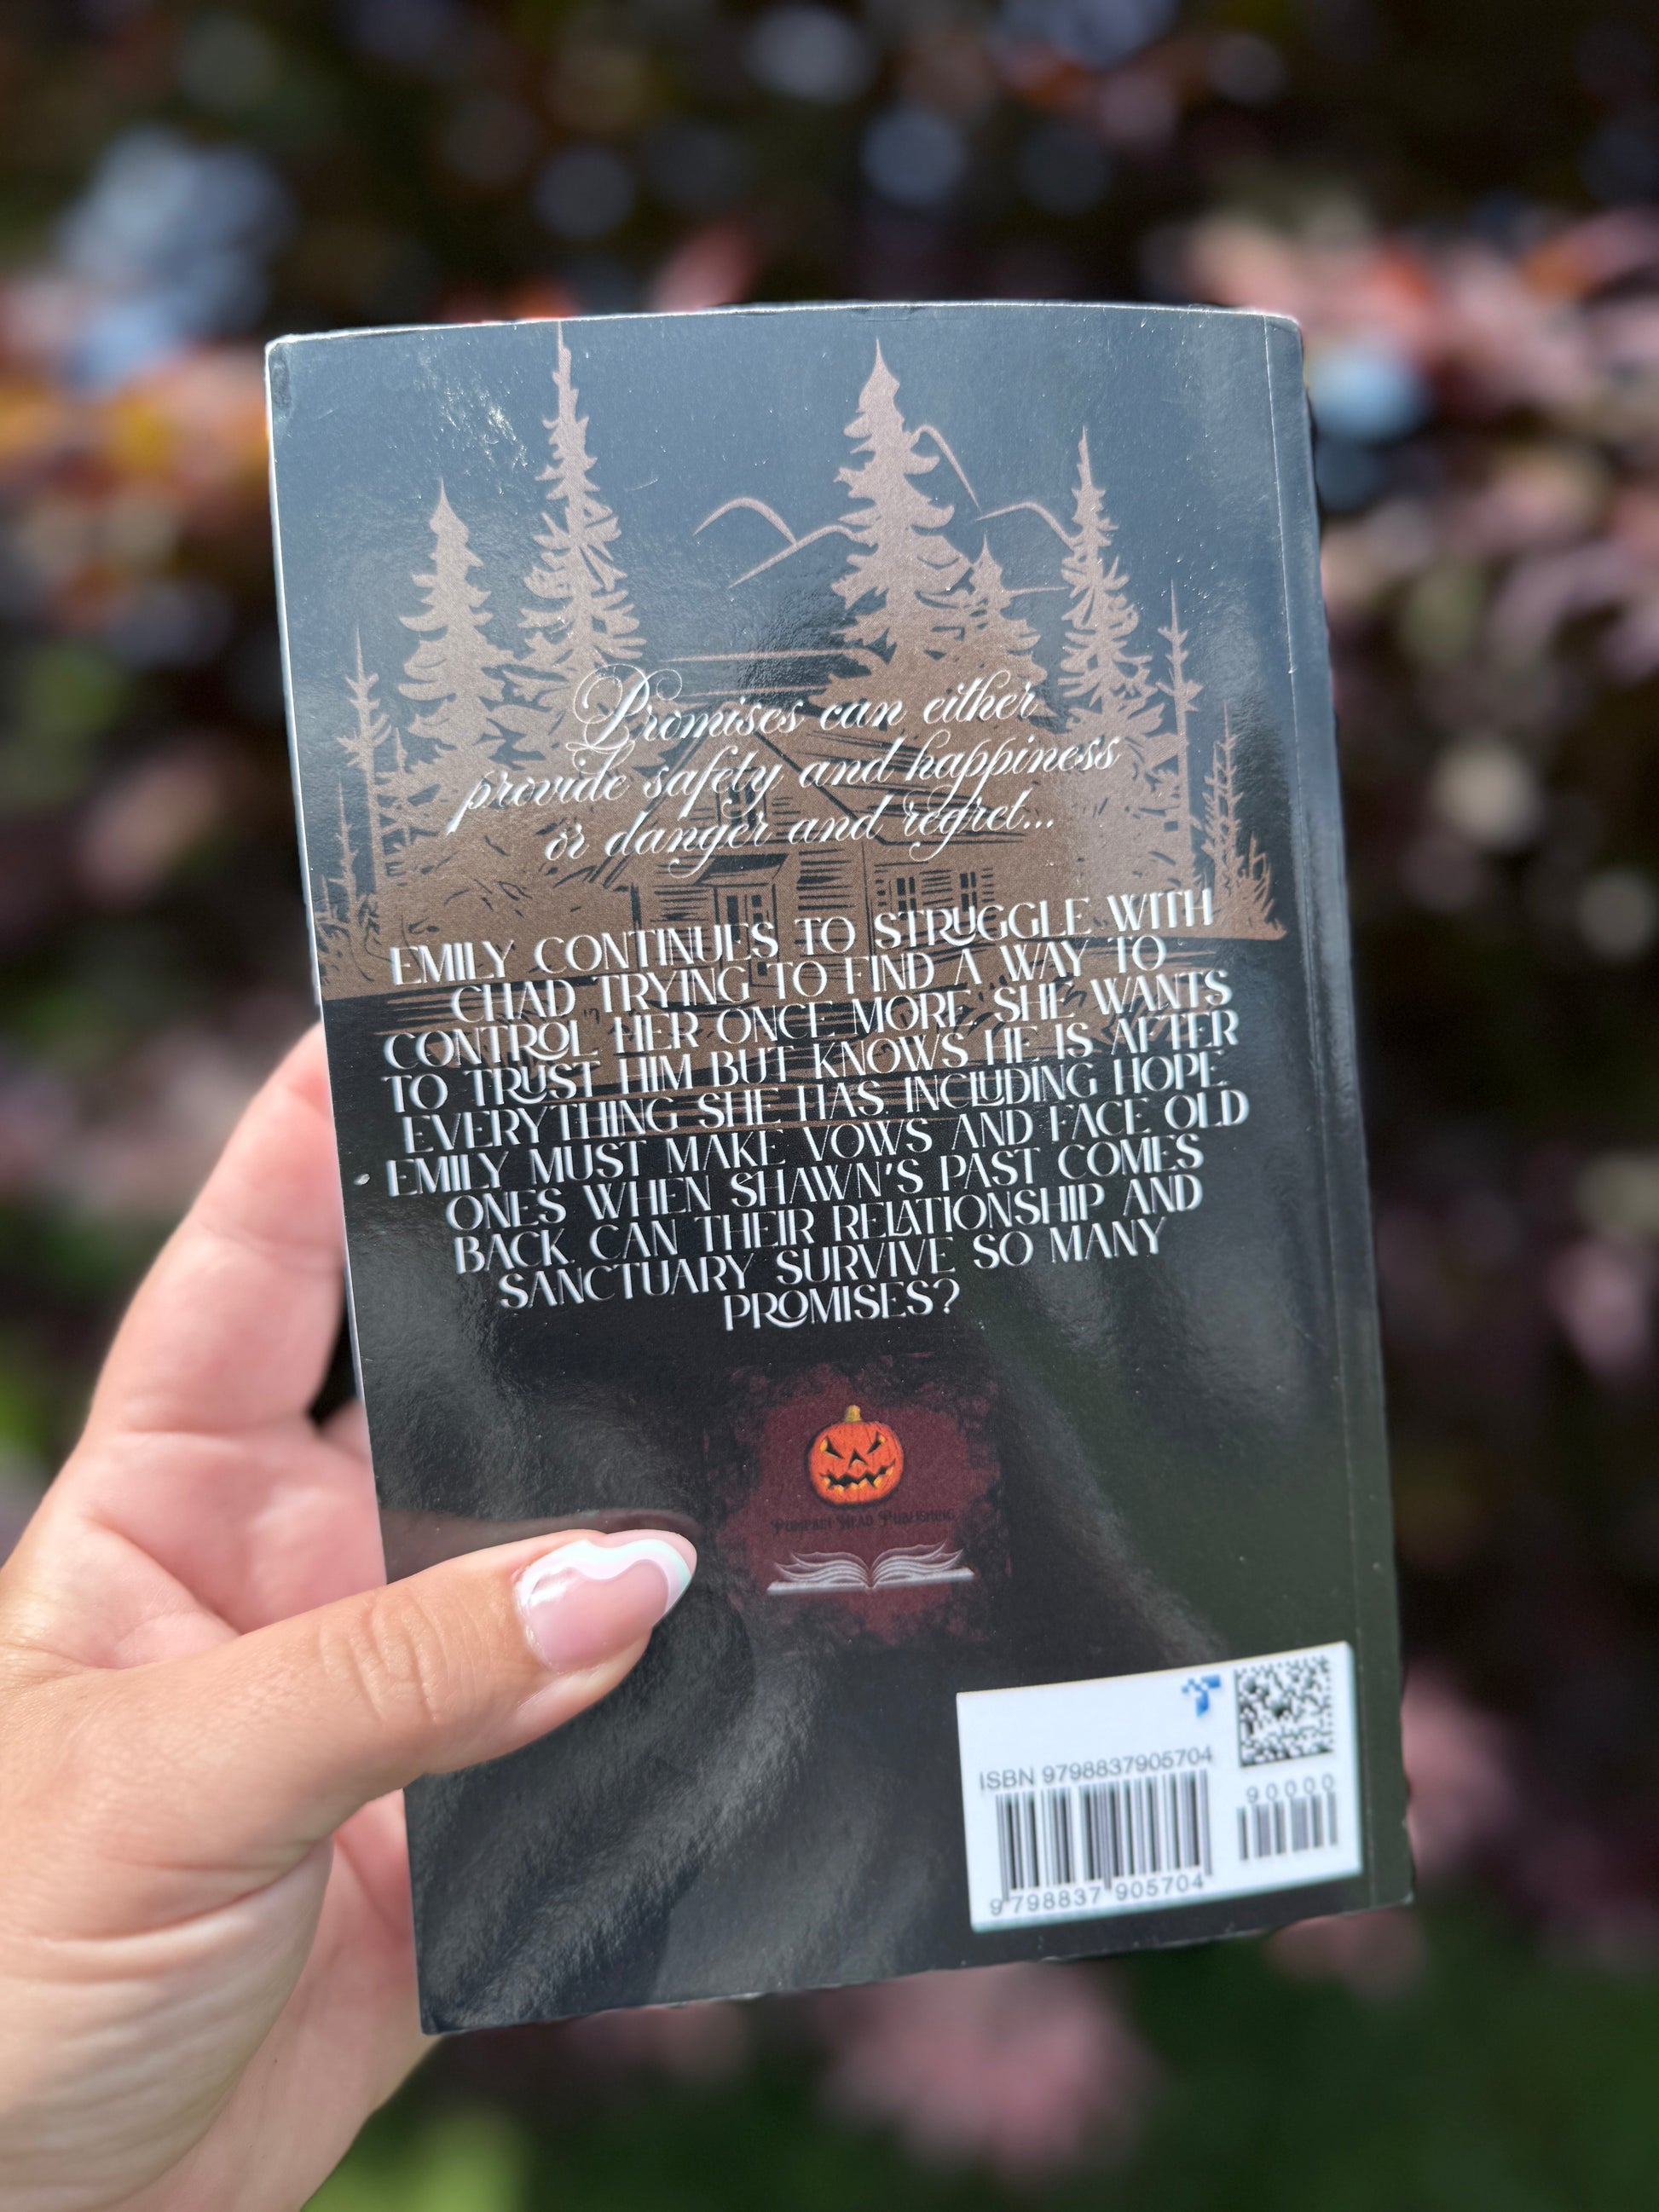 Promises can either
provide safety and happiness
or danger and regret...
EMILY CONTINUES TO STRUGGLE WITH
CHAD TRYING TO FIND A WAY TO
CONTROL HER ONCE MORE. SHE WANTS
TO TRUST HIM BUT KNOWS HE IS AFTER
EVERYTHING SHE HAS. INCLUDING HOPE.
EMILY MUST MAKE VOWS AND FACE OLD
ONES WHEN SHAWN'S PAST COMES
BACK. CAN THEIR RELATIONSHIP AND
SANCTUARY SURVIVE SO MANY
PROMISES?
PUMPKIN HEAD PUBLISHING
ISBN 9798837905704
90000
9 798837 905704